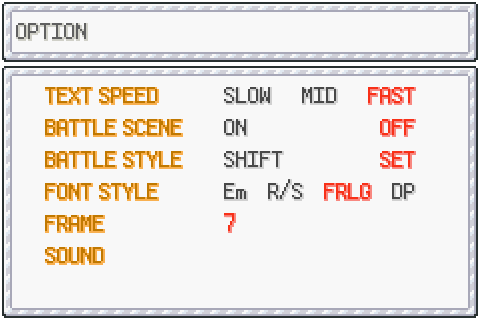 OPTION
TEXT SPEED SLOW MID FAST
BATTLE SCENE ON OFF
BATTLE STYLE SHIFT SET
FONT STYLE Em R/S FRLG DP
FRAME 7
SOUND